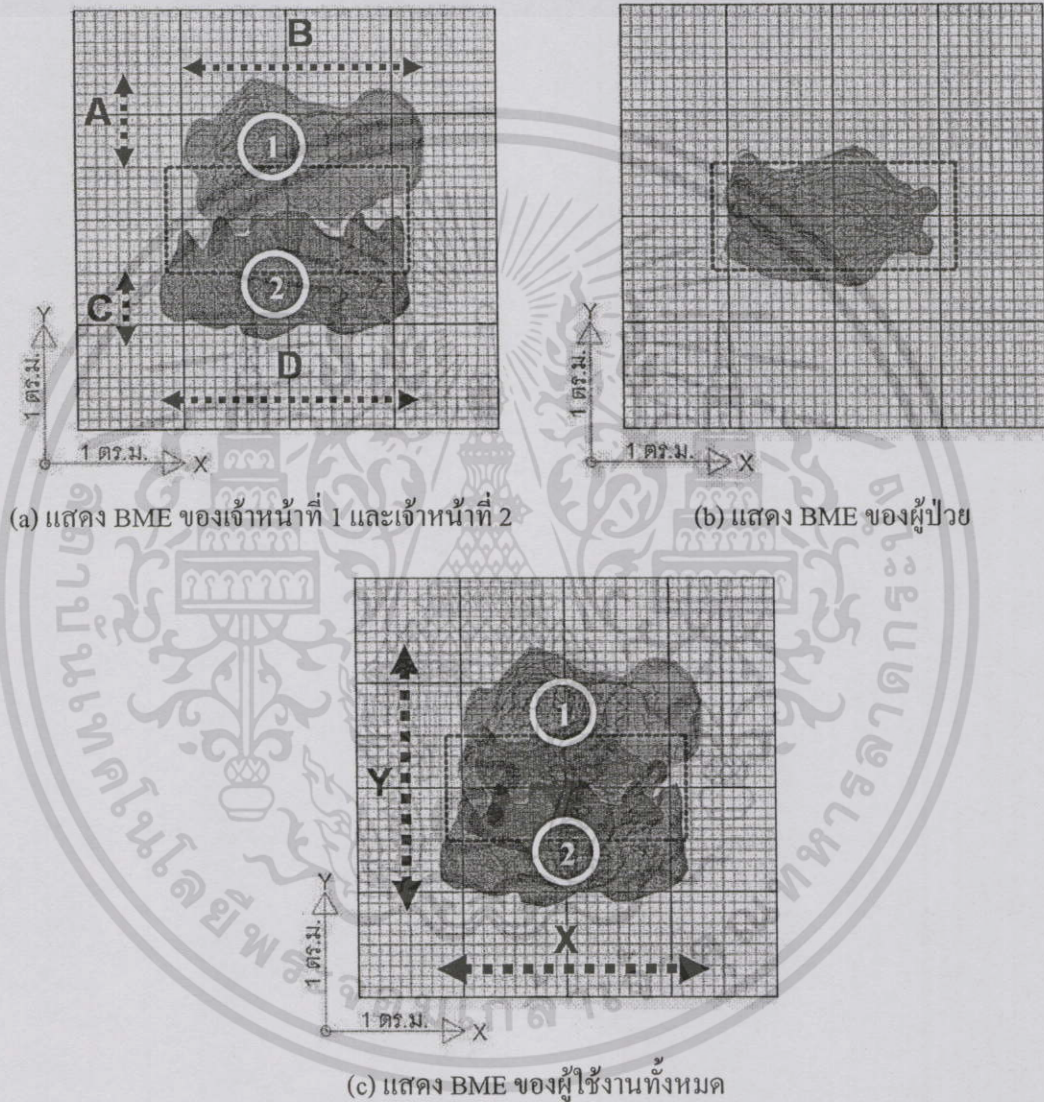 B
A
1
2
C
D
Y
1 ตร.ม.
1 ตร.ม.
X
Y
1 ตร.ม.
1 ตร.ม.
X
(a) แสดง BME ของเจ้าหน้าที่ 1 และเจ้าหน้าที่ 2
(b) แสดง BME ของผู้ป่วย
1
Y
2
X
Y
1 ตร.ม.
1 ตร.ม.
X
(c) แสดง BME ของผู้ใช้งานทั้งหมด